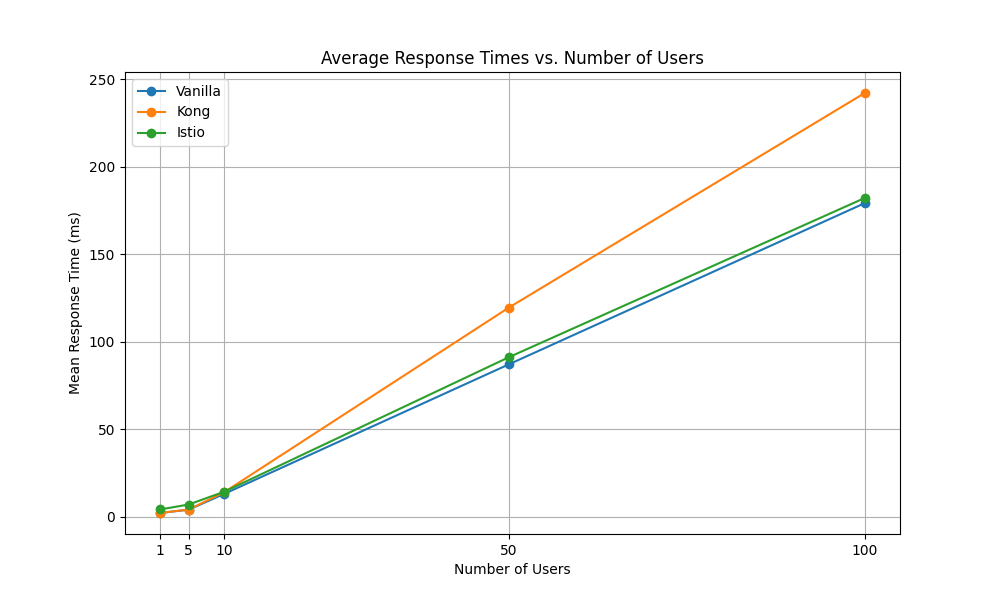 Average Response Times vs. Number of Users
Vanilla
Kong
Istio
Mean Response Time (ms)
250
200
150
100
50
0
1 5 10 50 100
Number of Users